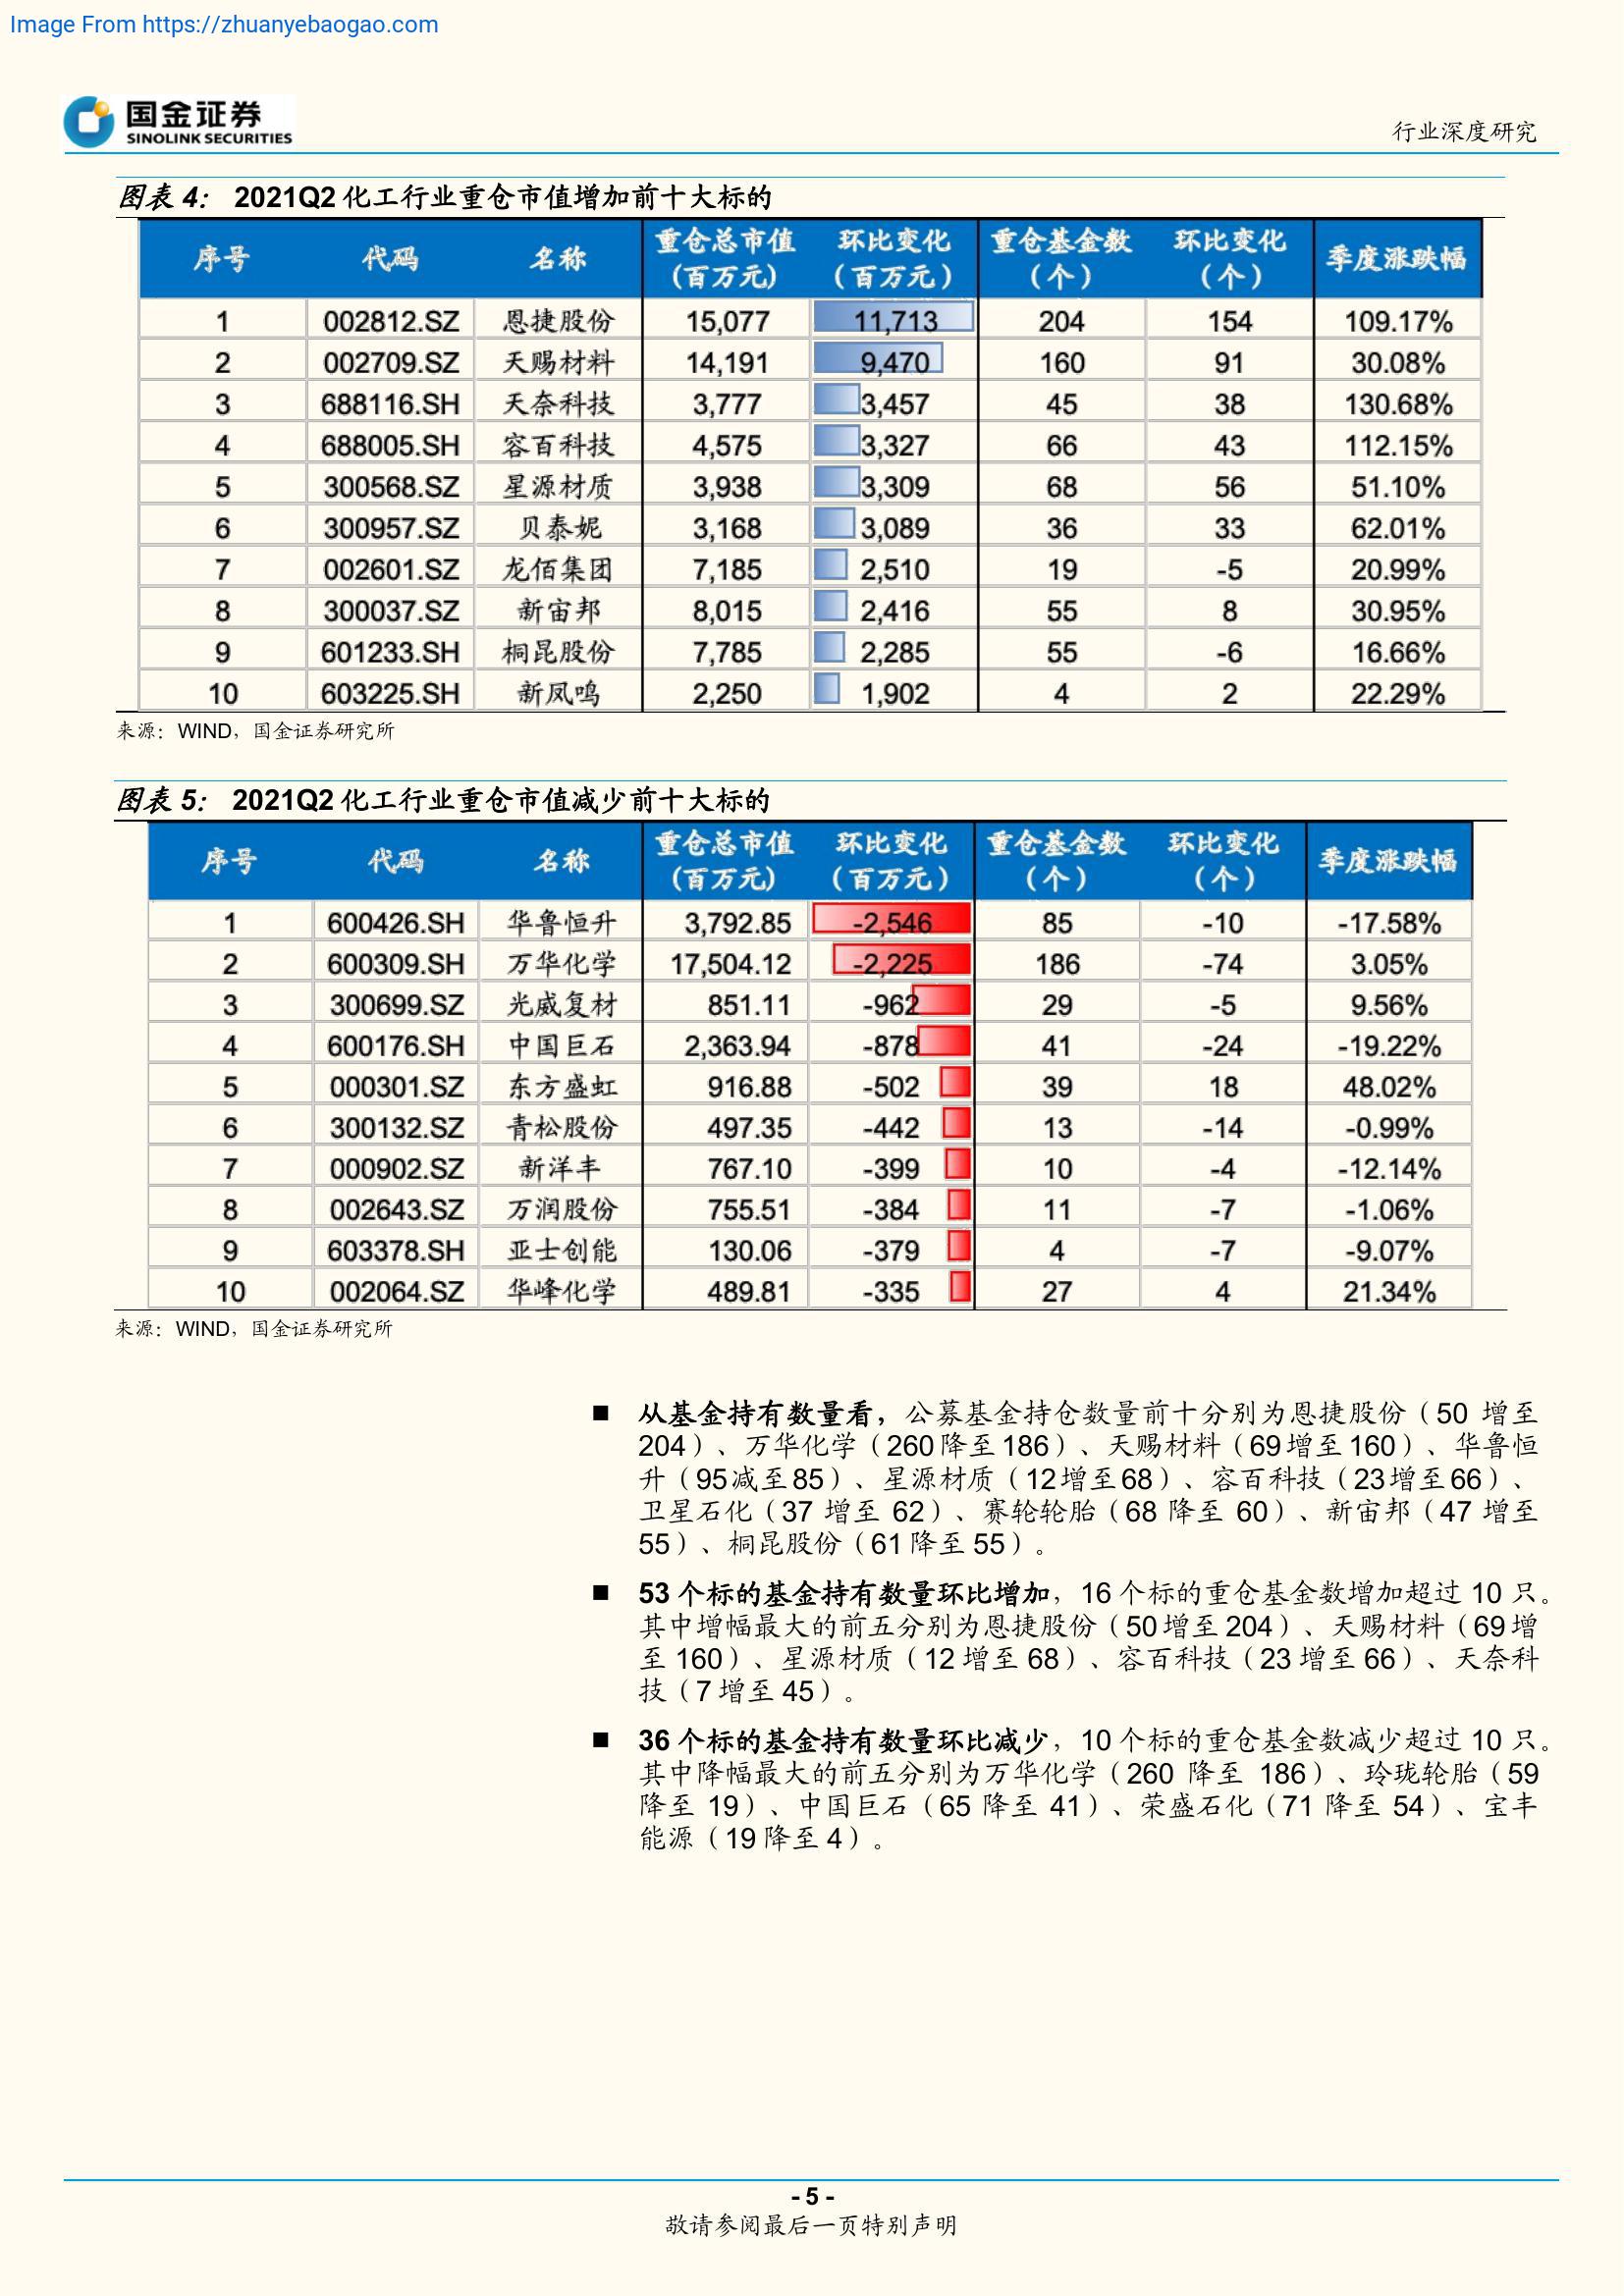 Image From https://zhuanyebaogao.com
国金证券
SINOLINK SECURITIES
行业深度研究
图表 4： 2021Q2 化工行业重仓市值增加前十大标的
序号 代码 名称 重仓总市值（百万元） 环比变化（百万元） 重仓基金数（个） 环比变化（个） 季度涨跌幅
1 002812.SZ 恩捷股份 15,077 11,713 204 154 109.17%
2 002709.SZ 天赐材料 14,191 9,470 160 91 30.08%
3 688116.SH 天奈科技 3,777 3,457 45 38 130.68%
4 688005.SH 容百科技 4,575 3,327 66 43 112.15%
5 300568.SZ 星源材质 3,938 3,309 68 56 51.10%
6 300957.SZ 贝泰妮 3,168 3,089 36 33 62.01%
7 002601.SZ 龙佰集团 7,185 2,510 19 -5 20.99%
8 300037.SZ 新宙邦 8,015 2,416 55 8 30.95%
9 601233.SH 桐昆股份 7,785 2,285 55 -6 16.66%
10 603225.SH 新凤鸣 2,250 1,902 4 2 22.29%
来源：WIND，国金证券研究所
图表 5： 2021Q2 化工行业重仓市值减少前十大标的
序号 代码 名称 重仓总市值（百万元） 环比变化（百万元） 重仓基金数（个） 环比变化（个） 季度涨跌幅
1 600426.SH 华鲁恒升 3,792.85 -2,546 85 -10 -17.58%
2 600309.SH 万华化学 17,504.12 -2,225 186 -74 3.05%
3 300699.SZ 光威复材 851.11 -962 29 -5 9.56%
4 600176.SH 中国巨石 2,363.94 -878 41 -24 -19.22%
5 000301.SZ 东方盛虹 916.88 -502 39 18 48.02%
6 300132.SZ 青松股份 497.35 -442 13 -14 -0.99%
7 000902.SZ 新洋丰 767.10 -399 10 -4 -12.14%
8 002643.SZ 万润股份 755.51 -384 11 -7 -1.06%
9 603378.SH 亚士创能 130.06 -379 4 -7 -9.07%
10 002064.SZ 华峰化学 489.81 -335 27 4 21.34%
来源：WIND，国金证券研究所
■ 从基金持有数量看，公募基金持仓数量前十分别为恩捷股份（50 增至
204）、万华化学（260 降至 186）、天赐材料（69 增至 160）、华鲁恒
升（95 减至 85）、星源材质（12 增至 68）、容百科技（23 增至 66）、
卫星石化（37 增至 62）、赛轮轮胎（68 降至 60）、新宙邦（47 增至
55）、桐昆股份（61 降至 55）。
■ 53 个标的基金持有数量环比增加，16 个标的重仓基金数增加超过 10 只。
其中增幅最大的前五分别为恩捷股份（50 增至 204）、天赐材料（69 增
至 160）、星源材质（12 增至 68）、容百科技（23 增至 66）、天奈科
技（7 增至 45）。
■ 36 个标的基金持有数量环比减少，10 个标的重仓基金数减少超过 10 只。
其中降幅最大的前五分别为万华化学（260 降至 186）、玲珑轮胎（59
降至 19）、中国巨石（65 降至 41）、荣盛石化（71 降至 54）、宝丰
能源（19 降至 4）。
- 5 -
敬请参阅最后一页特别声明